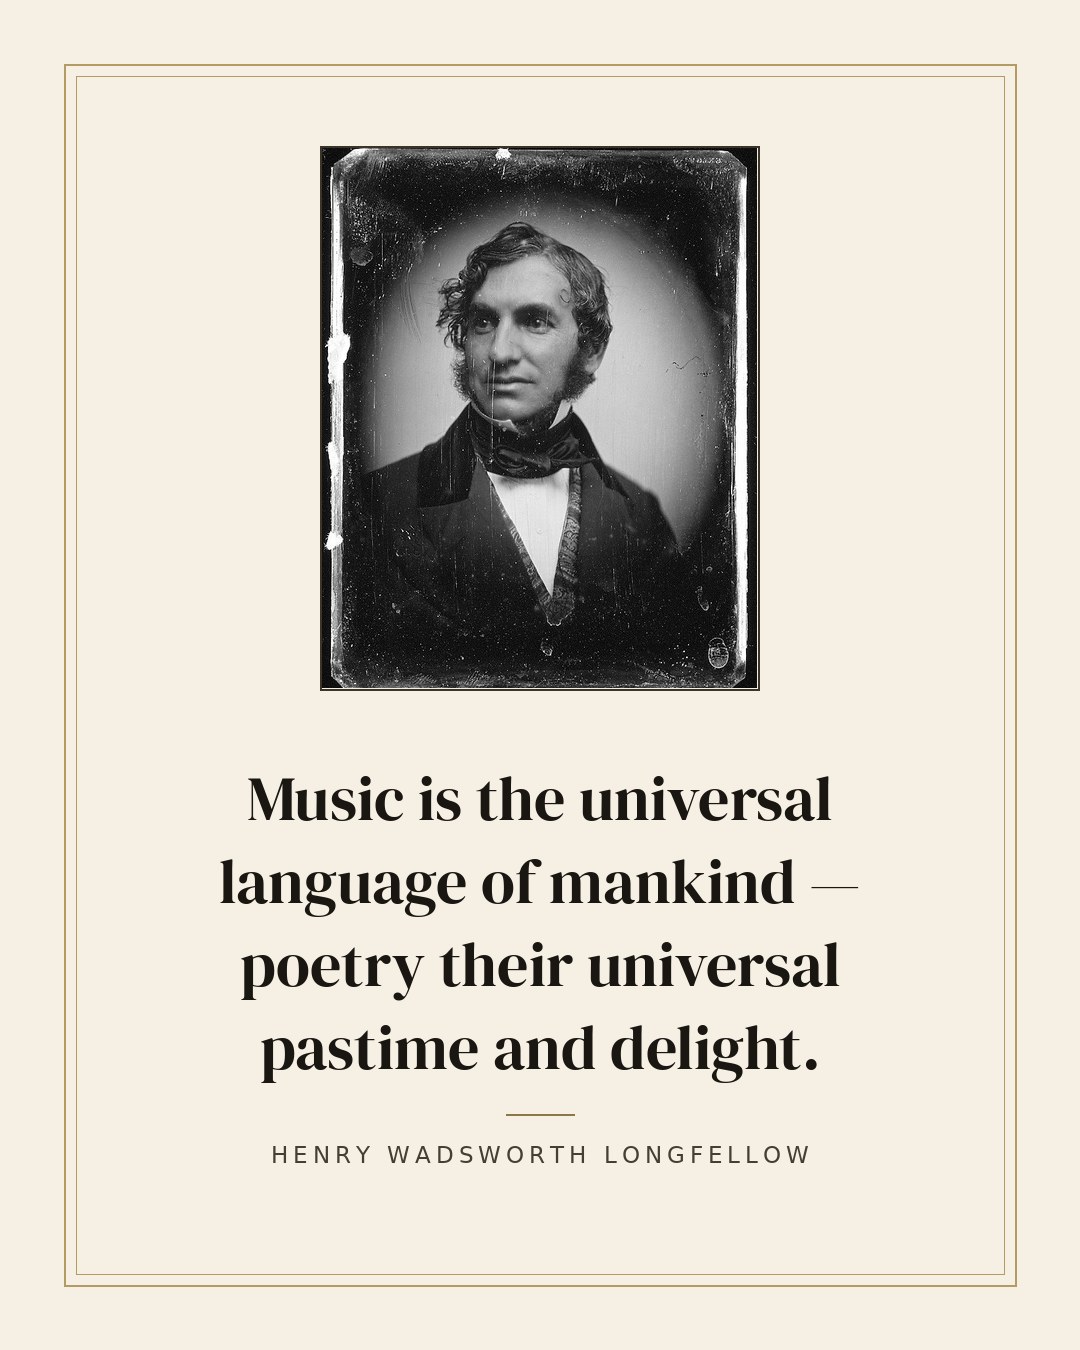 Music is the universal
language of mankind —
poetry their universal
pastime and delight.
HENRY WADSWORTH LONGFELLOW